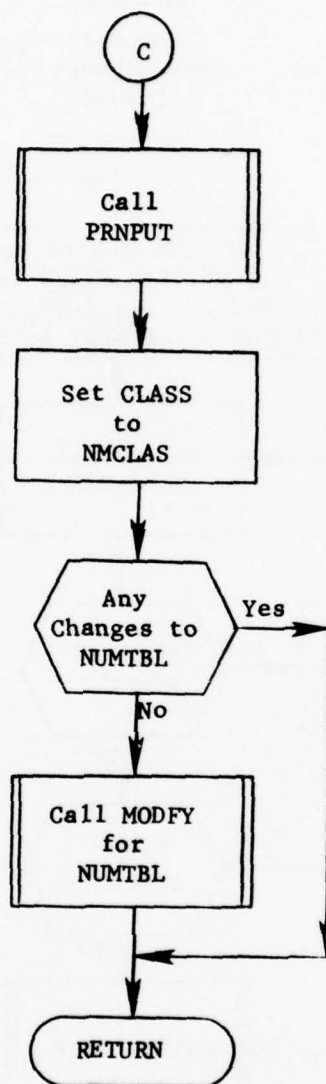 C
Call
PRNPUT
Set CLASS
to
NMCLAS
Any
Changes to
NUMTBL
Yes
No
Call MODFY
for
NUMTBL
RETURN